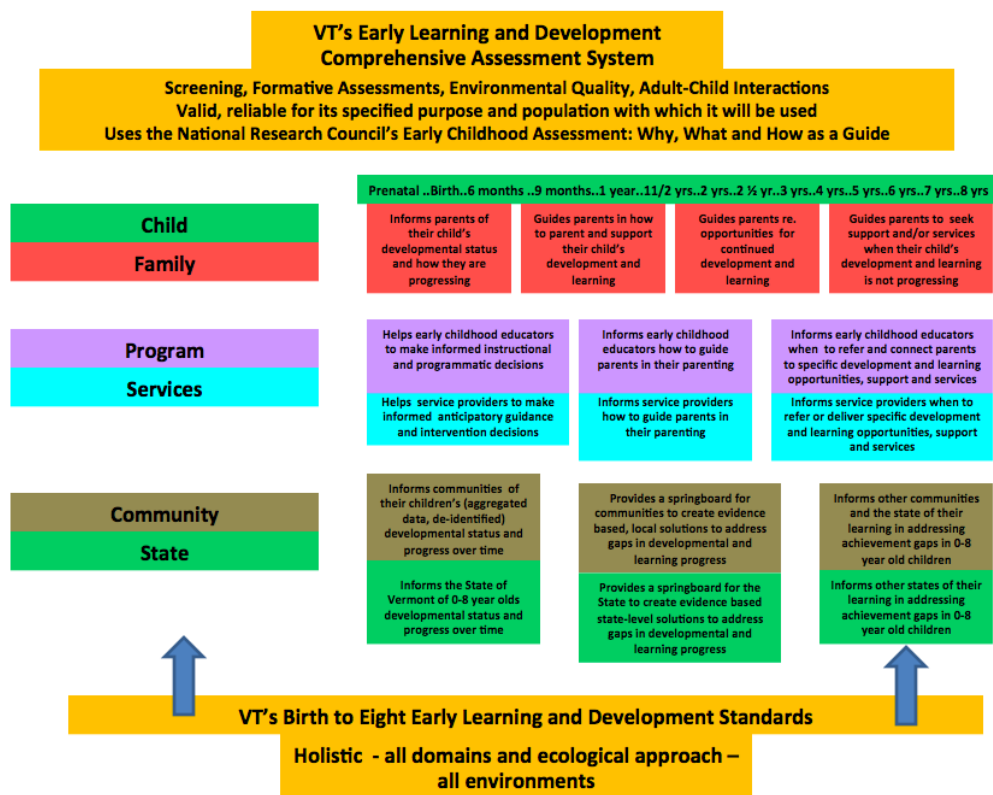 VT's Early Learning and Development
Comprehensive Assessment System
Screening, Formative Assessments, Environmental Quality, Adult-Child Interactions
Valid, reliable for its specified purpose and population with which it will be used
Uses the National Research Council's Early Childhood Assessment: Why, What and How as a Guide
Prenatal ..Birth..6 months ..9 months..1 year..11/2 yrs..2 yrs..2 ½ yr..3 yrs..4 yrs..5 yrs..6 yrs..7 yrs..8 yrs
Child
Family
Informs parents of
their child's
developmental status
and how they are
progressing
Guides parents in how
to parent and support
their child's
development and
learning
Guides parents re.
opportunities for
continued
development and
learning
Guides parents to seek
support and/or services
when their child's
development and learning
is not progressing
Program
Services
Helps early childhood educators
to make informed instructional
and programmatic decisions
Informs early childhood
educators how to guide
parents in their parenting
Informs early childhood educators
when to refer and connect parents
to specific development and learning
opportunities, support and services
Helps service providers to make
informed anticipatory guidance
and intervention decisions
Informs service providers
how to guide parents in
their parenting
Informs service providers when to
refer or deliver specific development
and learning opportunities, support
and services
Community
State
Informs communities of
their children's (aggregated
data, de-identified)
developmental status and
progress over time
Provides a springboard for
communities to create evidence
based, local solutions to address
gaps in developmental and
learning progress
Informs other communities
and the state of their
learning in addressing
achievement gaps in 0-8
year old children
Informs the State of
Vermont of 0-8 year olds
developmental status and
progress over time
Provides a springboard for the
State to create evidence based
state-level solutions to address
gaps in developmental and
learning progress
Informs other states of their
learning in addressing
achievement gaps in 0-8
year old children
VT's Birth to Eight Early Learning and Development Standards
Holistic - all domains and ecological approach –
all environments